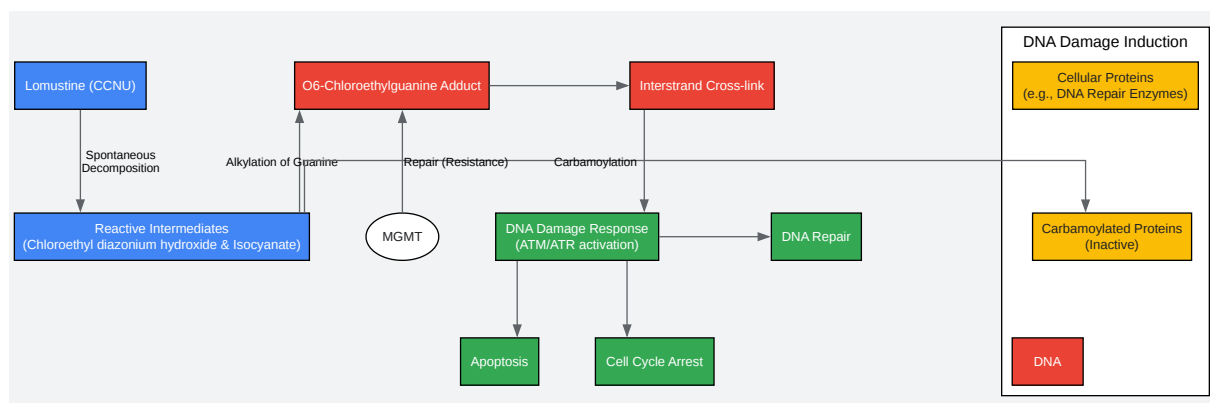 DNA Damage Induction
Lomustine (CCNU)
O6-Chloroethylguanine Adduct
Interstrand Cross-link
Cellular Proteins
(e.g., DNA Repair Enzymes)
Spontaneous
Decomposition
Alkylation of Guanine
Repair (Resistance)
Carbamoylation
Reactive Intermediates
(Chloroethyl diazonium hydroxide & Isocyanate)
MGMT
DNA Damage Response
(ATM/ATR activation)
DNA Repair
Carbamoylated Proteins
(Inactive)
Apoptosis
Cell Cycle Arrest
DNA